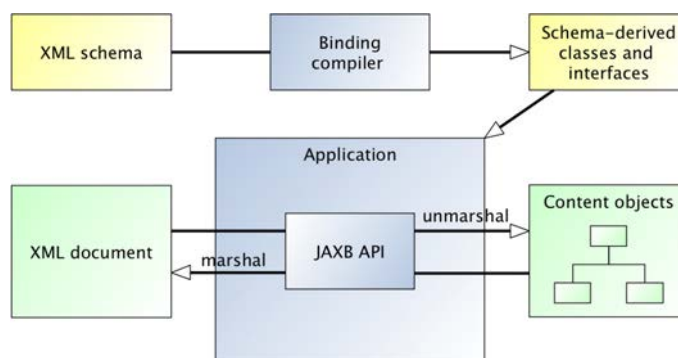 XML schema
Binding
compiler
Schema-derived
classes and
interfaces
Application
XML document
marshal
JAXB API
unmarshal
Content objects